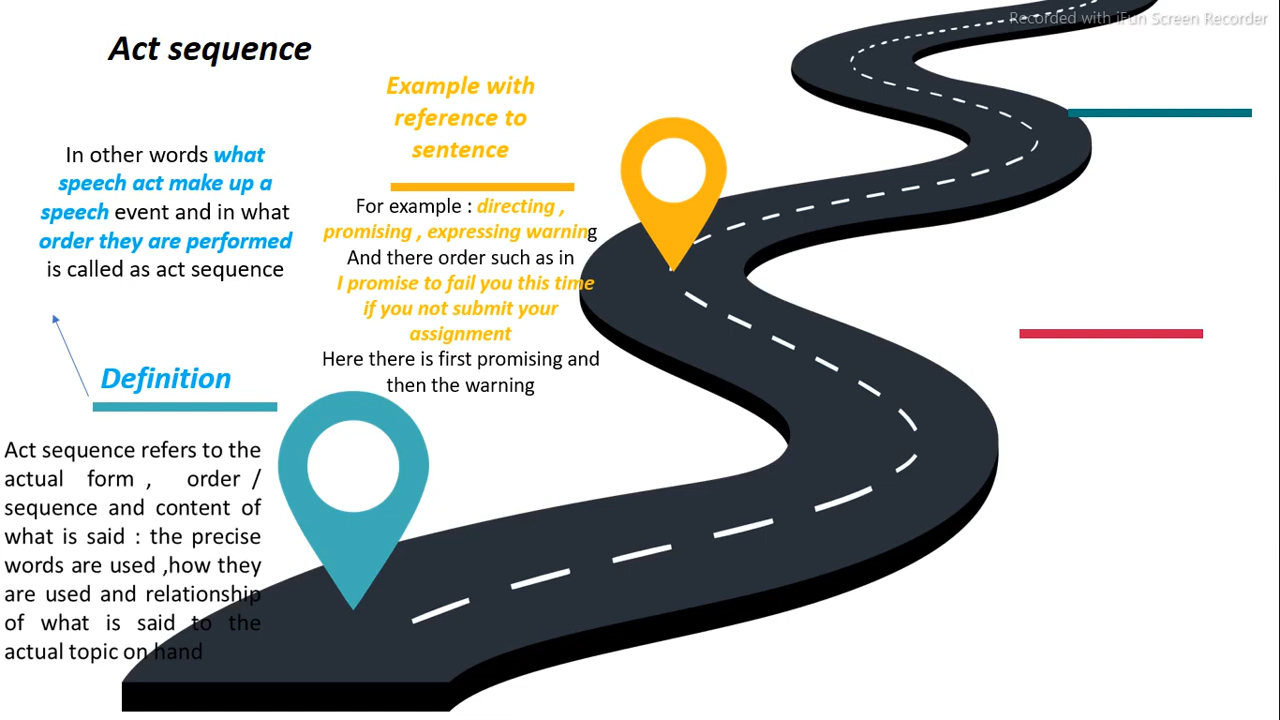 Recorded with iFun Screen Recorder
Act sequence
In other words what
speech act make up a
speech event and in what
order they are performed
is called as act sequence
Definition
Act sequence refers to the
actual form , order /
sequence and content of
what is said : the precise
words are used ,how they
are used and relationship
of what is said to the
actual topic on hand
Example with
reference to
sentence
For example : directing ,
promising , expressing warning
And there order such as in
I promise to fail you this time
if you not submit your
assignment
Here there is first promising and
then the warning